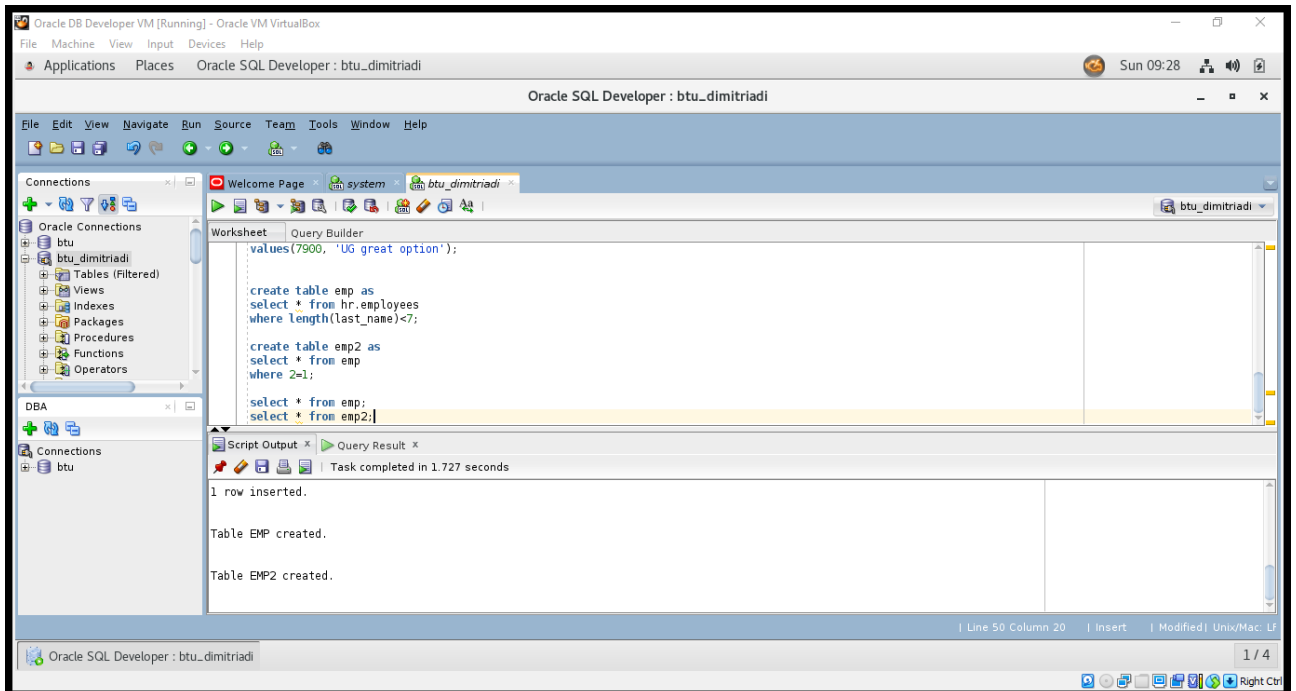 Oracle DB Developer VM [Running] - Oracle VM VirtualBox
File Machine View Input Devices Help
Applications Places Oracle SQL Developer : btu_dimitriadi Sun 09:28
Oracle SQL Developer : btu_dimitriadi
File Edit View Navigate Run Source Team Tools Window Help
Connections
Oracle Connections
btu
btu_dimitriadi
Tables (Filtered)
Views
Indexes
Packages
Procedures
Functions
Operators
DBA
Connections
btu
Welcome Page system btu_dimitriadi
btu_dimitriadi
Worksheet Query Builder
values(7900, 'UG great option');
create table emp as
select * from hr.employees
where length(last_name)<7;
create table emp2 as
select * from emp
where 2=1;
select * from emp;
select * from emp2;
Script Output x Query Result x
Task completed in 1.727 seconds
1 row inserted.
Table EMP created.
Table EMP2 created.
| Line 50 Column 20 | Insert | Modified| Unix/Mac: LF
Oracle SQL Developer : btu_dimitriadi 1 / 4
Right Ctrl